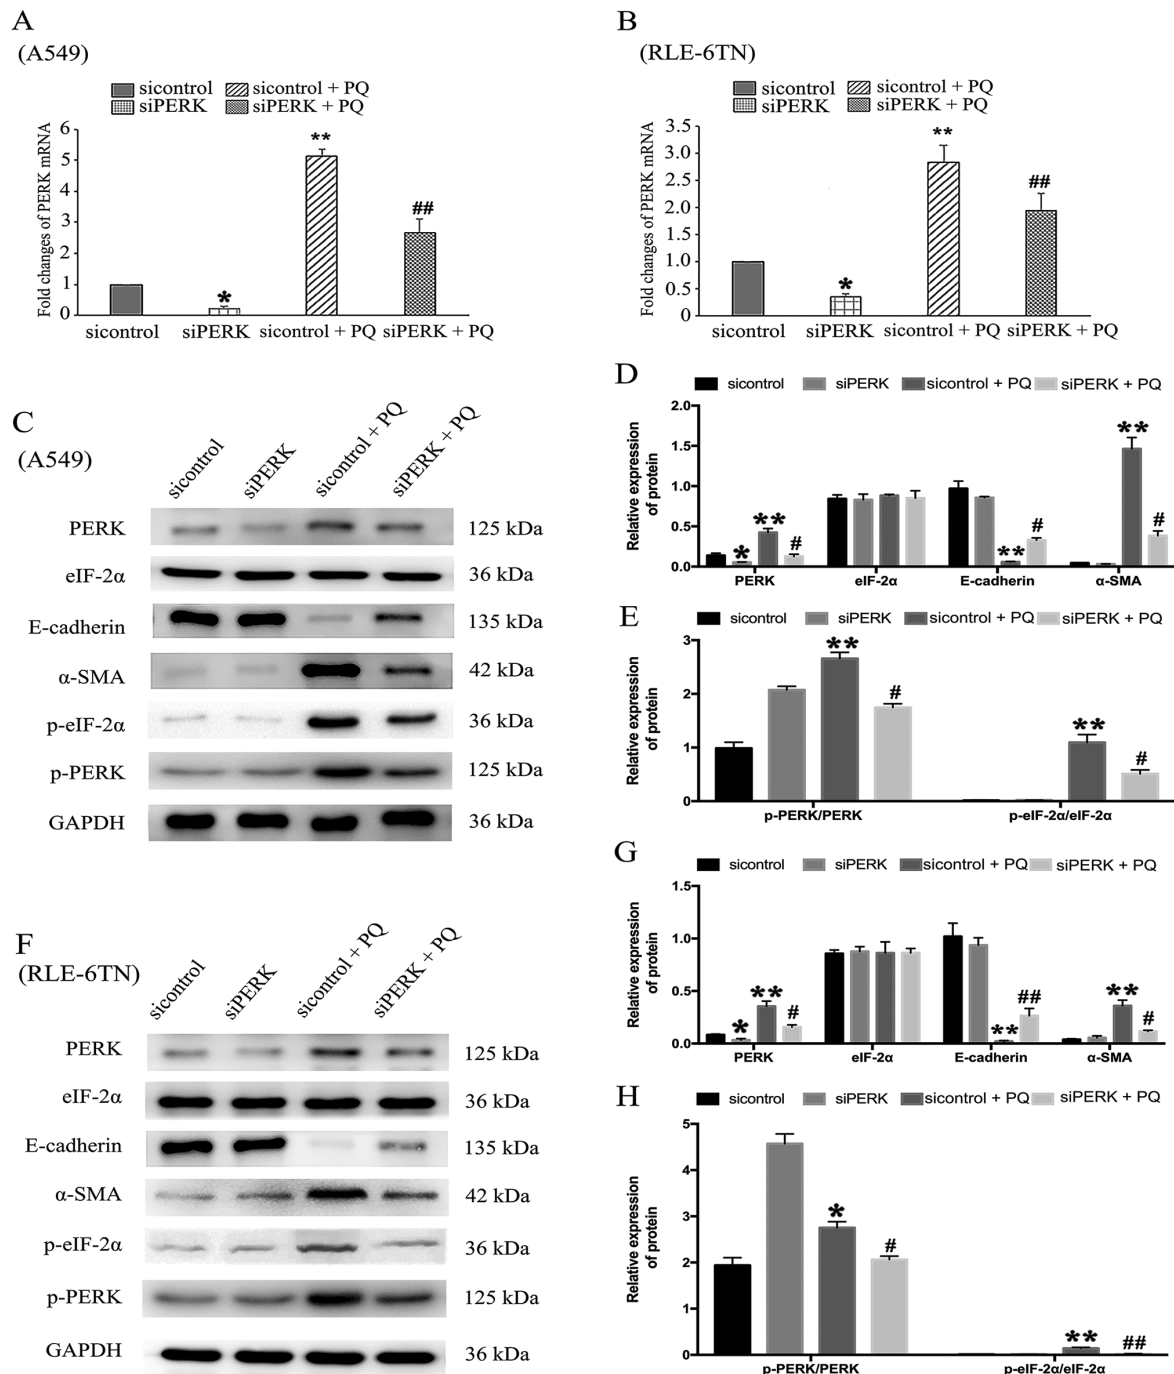 A
(A549)
sicontrol sicontrol + PQ
siPERK siPERK + PQ
Fold changes of PERK mRNA
6
5
4
3
2
1
0
** 
##
*
sicontrol siPERK sicontrol + PQ siPERK + PQ
B
(RLE-6TN)
sicontrol sicontrol + PQ
siPERK siPERK + PQ
Fold changes of PERK mRNA
3.5
3.0
2.5
2.0
1.5
1.0
0.5
0
**
##
*
sicontrol siPERK sicontrol + PQ siPERK + PQ
C
(A549)
sicontrol siPERK sicontrol + PQ siPERK + PQ
PERK 125 kDa
eIF-2α 36 kDa
E-cadherin 135 kDa
α-SMA 42 kDa
p-eIF-2α 36 kDa
p-PERK 125 kDa
GAPDH 36 kDa
D
sicontrol siPERK sicontrol + PQ siPERK + PQ
Relative expression
of protein
2.0
1.5
1.0
0.5
0.0
* ** # ** # ** #
PERK eIF-2α E-cadherin α-SMA
E
sicontrol siPERK sicontrol + PQ siPERK + PQ
Relative expression
of protein
3
2
1
0
** # ** #
p-PERK/PERK p-eIF-2α/eIF-2α
F
(RLE-6TN)
sicontrol siPERK sicontrol + PQ siPERK + PQ
PERK 125 kDa
eIF-2α 36 kDa
E-cadherin 135 kDa
α-SMA 42 kDa
p-eIF-2α 36 kDa
p-PERK 125 kDa
GAPDH 36 kDa
G
sicontrol siPERK sicontrol + PQ siPERK + PQ
Relative expression
of protein
1.5
1.0
0.5
0.0
* ** # ** ## ** #
PERK eIF-2α E-cadherin α-SMA
H
sicontrol siPERK sicontrol + PQ siPERK + PQ
Relative expression
of protein
5
4
3
2
1
0
* # ** ##
p-PERK/PERK p-eIF-2α/eIF-2α